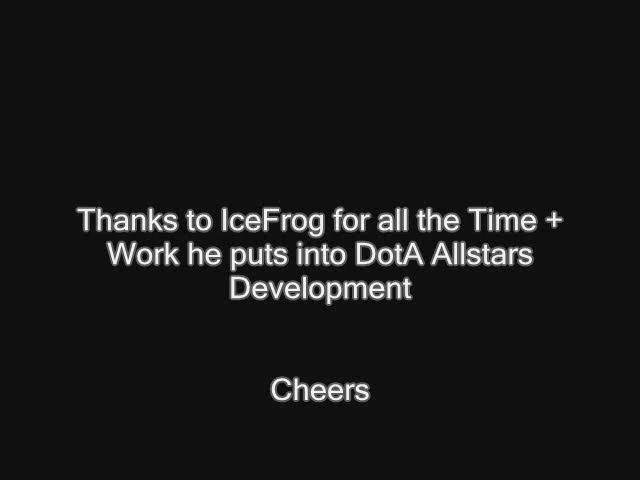 Thanks to IceFrog for all the Time +
Work he puts into DotA Allstars
Development
Cheers